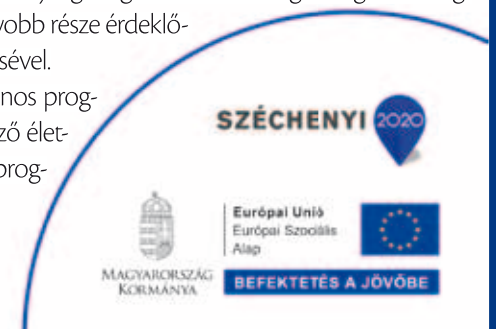 yobb része érdeklő-
sével.
nos prog-
ző élet-
prog-
SZÉCHENYI 2020
Európai Unió
Európai Szociális
Alap
MAGYARORSZÁG
KORMÁNYA
BEFEKTETÉS A JÖVŐBE